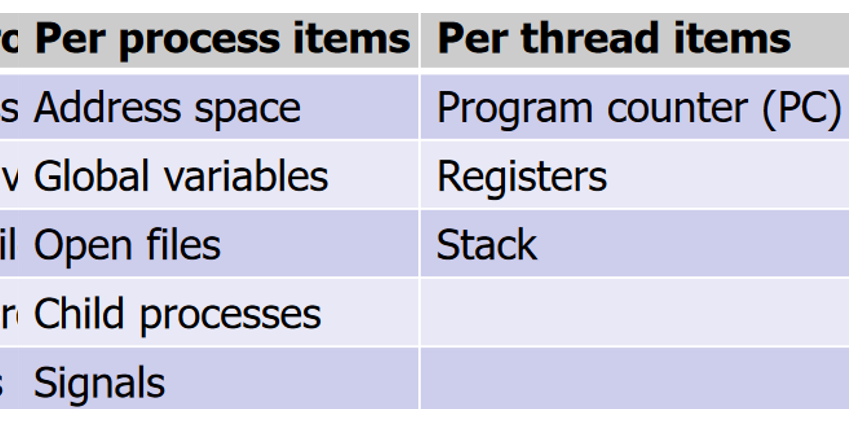 Per process items Per thread items
Address space Program counter (PC)
Global variables Registers
Open files Stack
Child processes
Signals